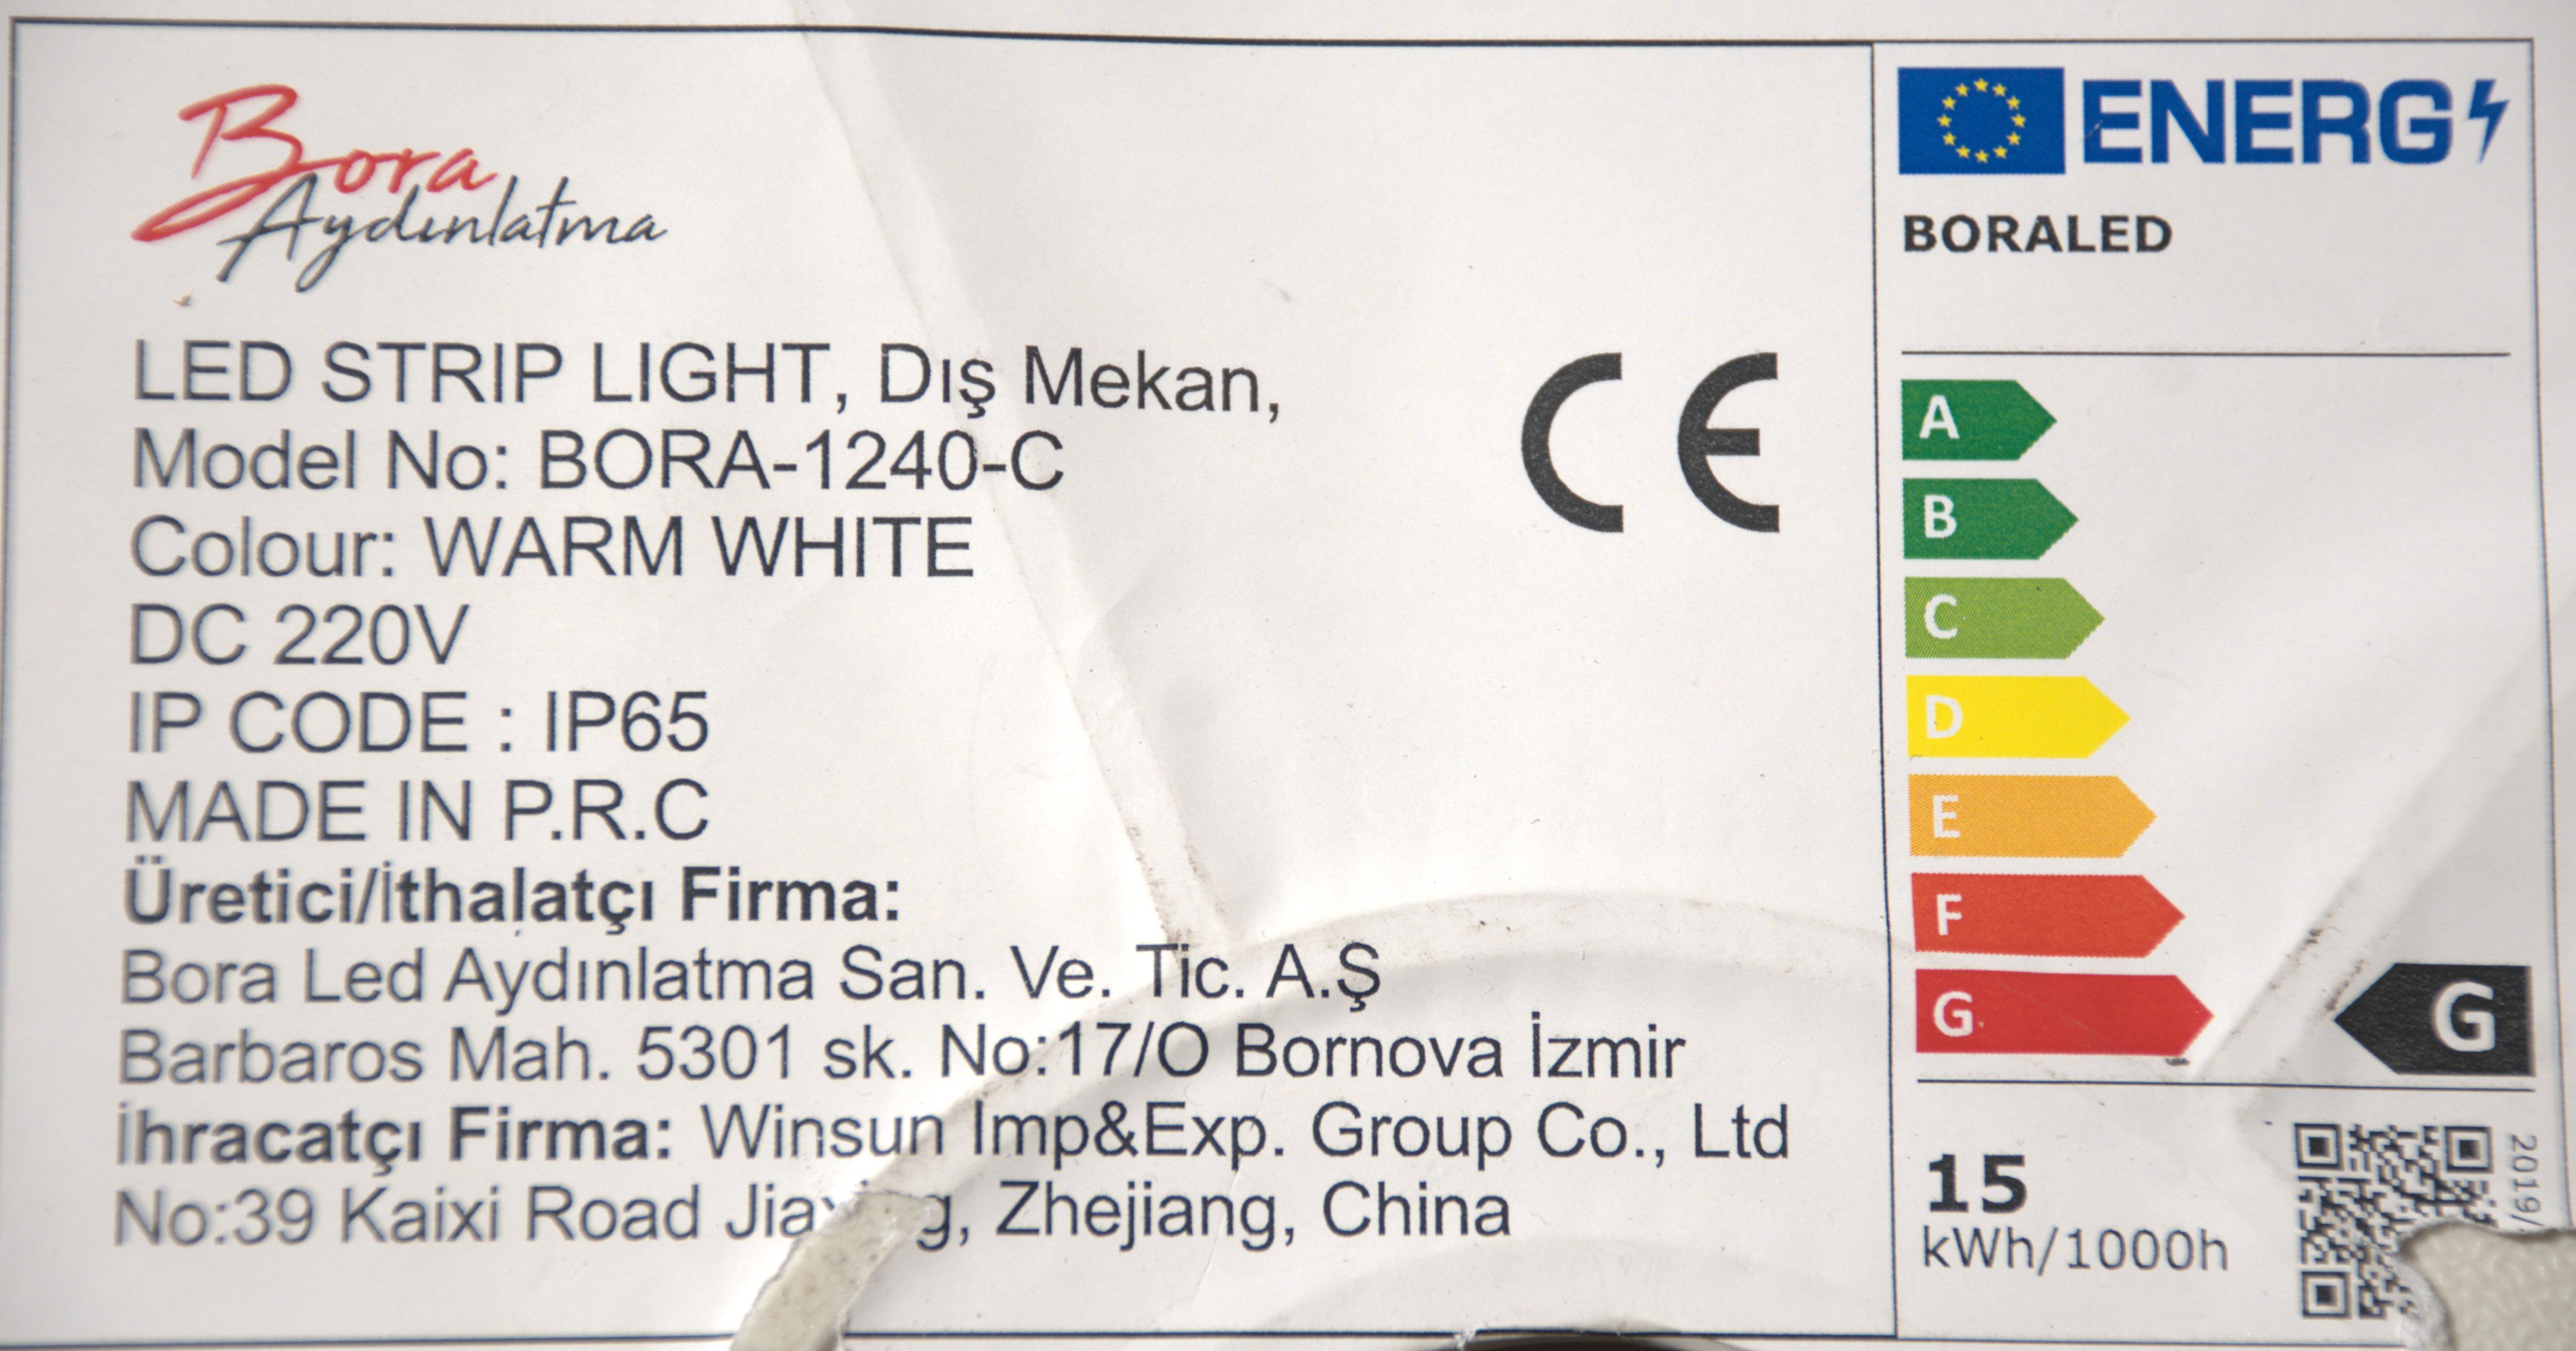 Bora
Aydınlatma
LED STRIP LIGHT, Dış Mekan,
Model No: BORA-1240-C
Colour: WARM WHITE
DC 220V
IP CODE : IP65
MADE IN P.R.C
Üretici/İthalatçı Firma:
Bora Led Aydınlatma San. Ve. Tic. A.Ş
Barbaros Mah. 5301 sk. No:17/O Bornova İzmir
İhracatçı Firma: Winsun Imp&Exp. Group Co., Ltd
No:39 Kaixi Road Zhejiang, China
CE
ENERG
BORALED
A
B
C
D
E
F
G
G
15
kWh/1000h
2019/